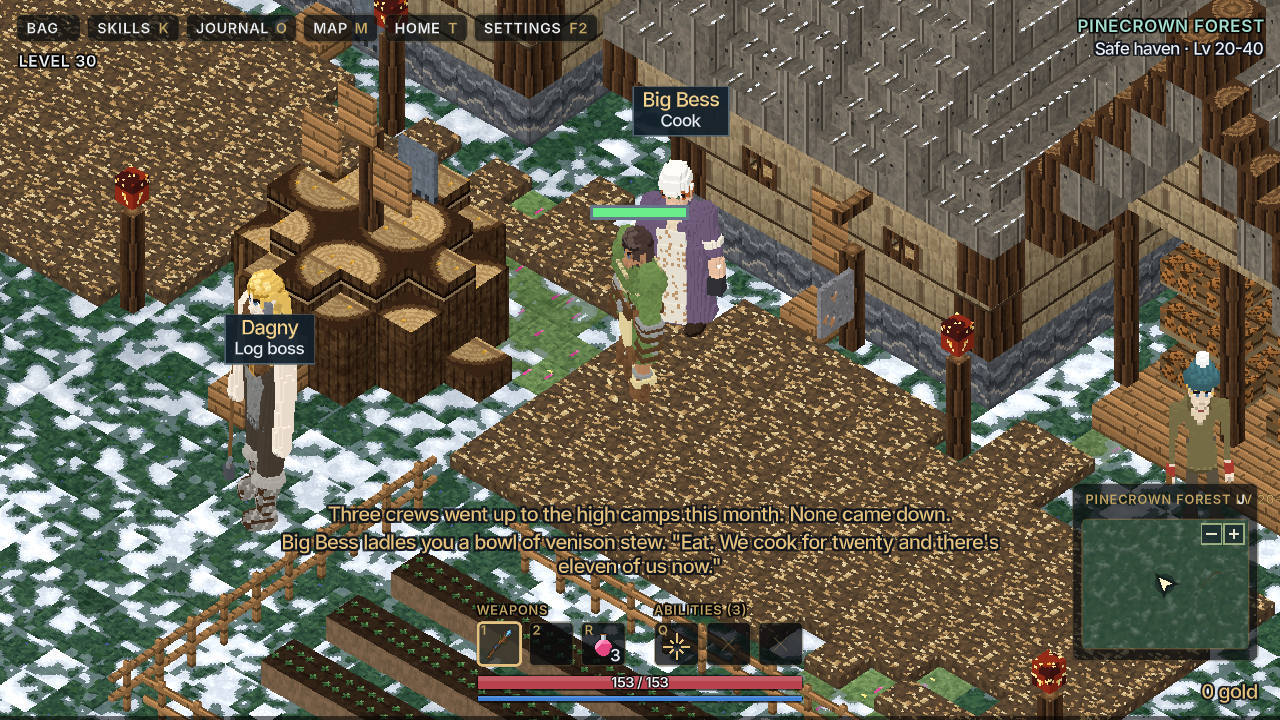 BAG SKILLS K JOURNAL O MAP M HOME T SETTINGS F2
LEVEL 30
PINECROWN FOREST
Safe haven · Lv 20-40
Big Bess
Cook
Dagny
Log boss
Three crews went up to the high camps this month. None came down.
Big Bess ladles you a bowl of venison stew. "Eat. We cook for twenty and there's
eleven of us now."
PINECROWN FOREST
WEAPONS ABILITIES (3)
1 2 R 3 Q
153 / 153
0 gold